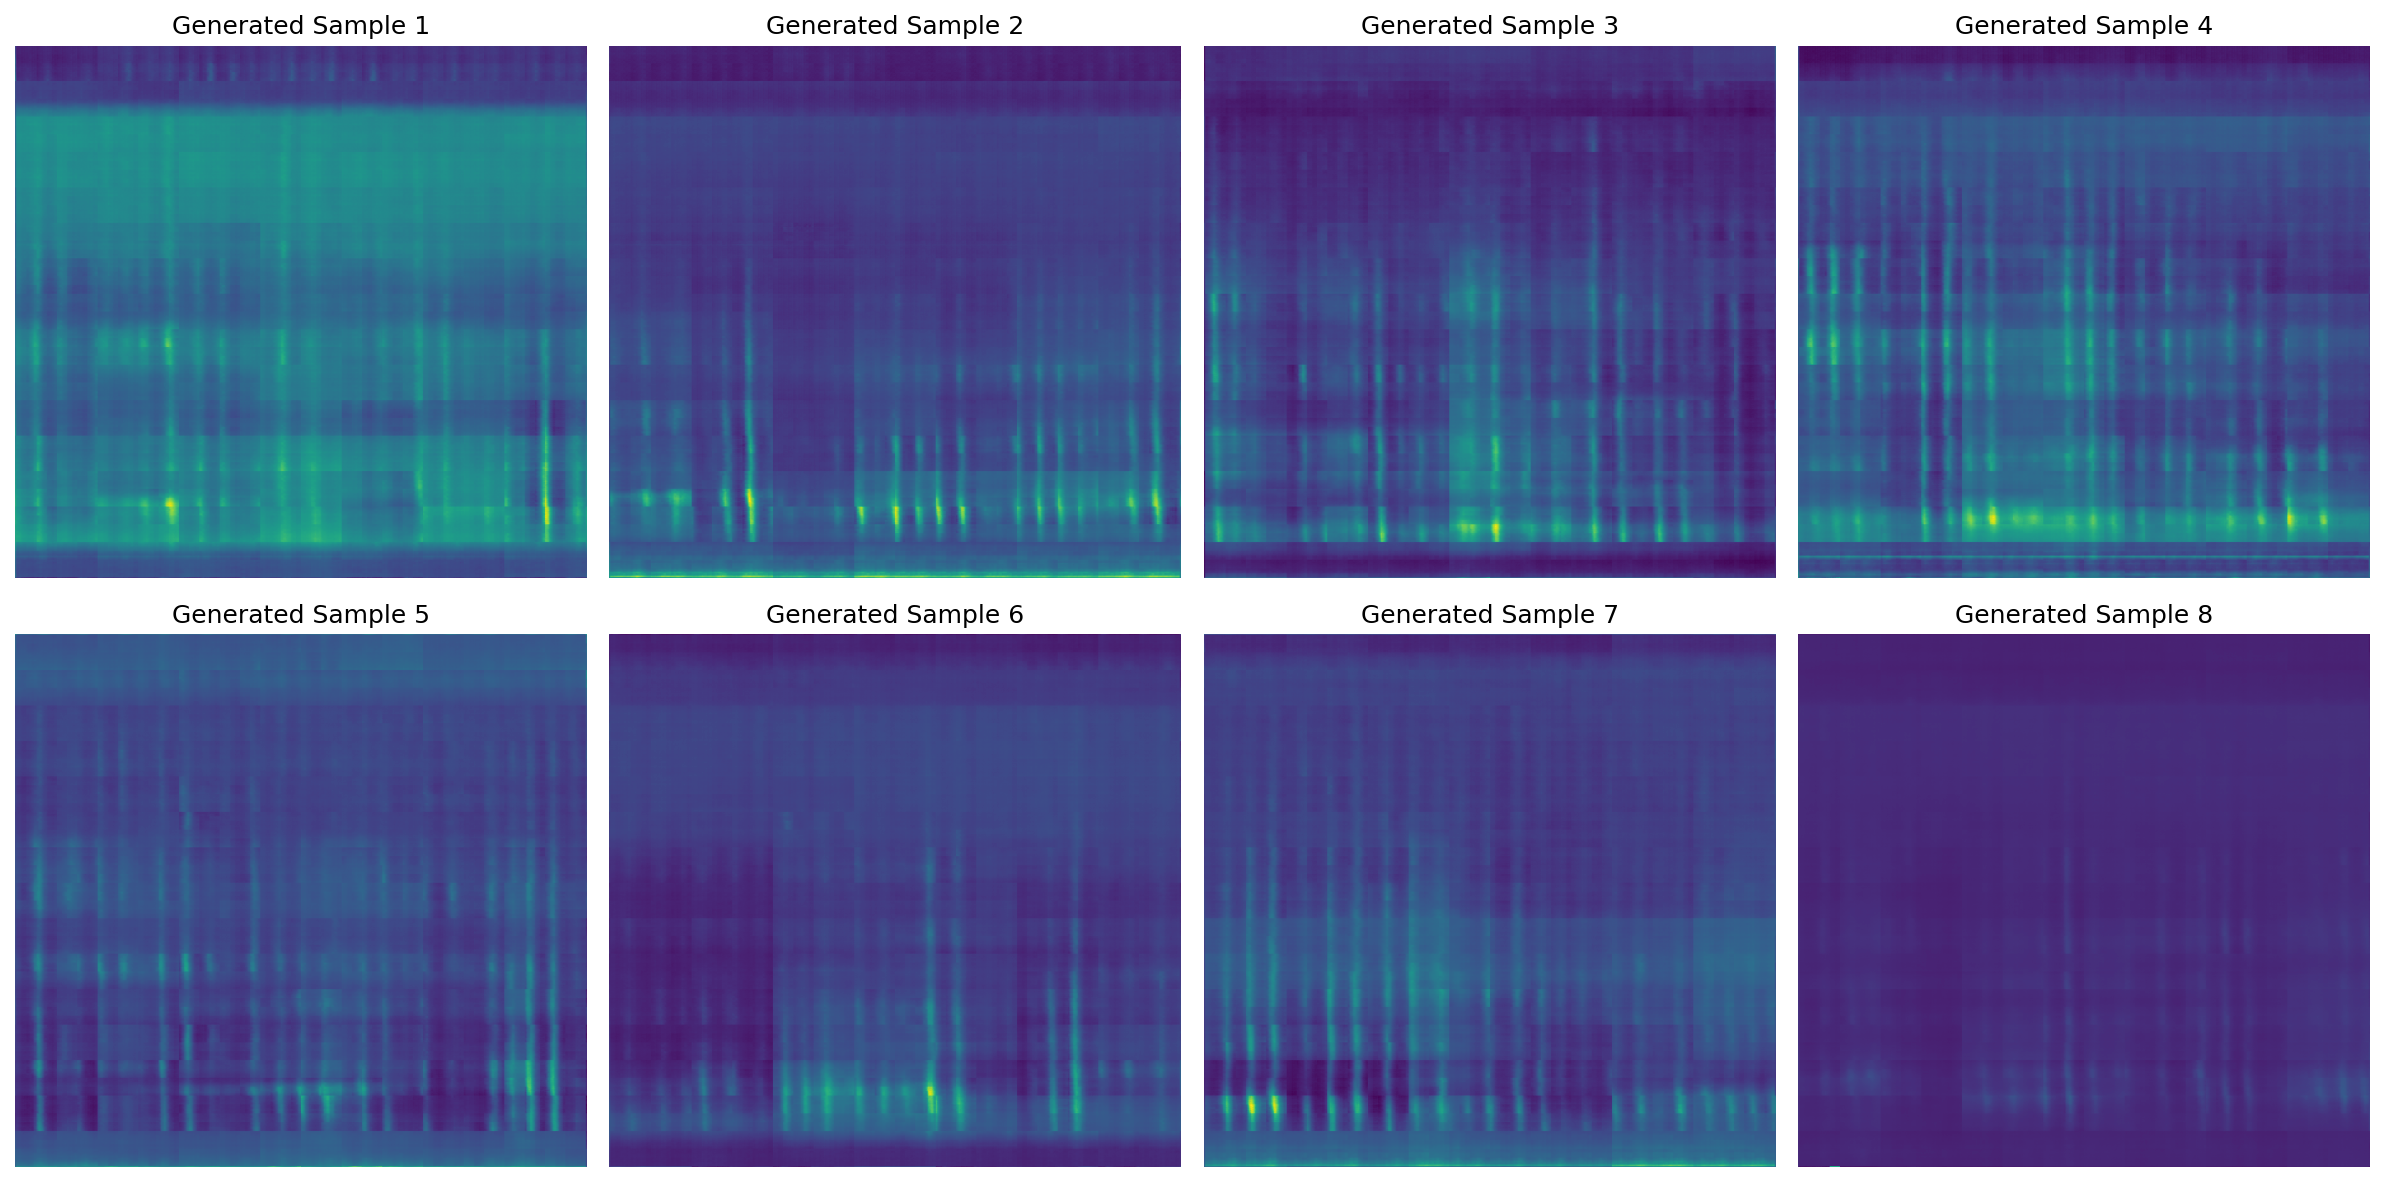 Generated Sample 1
Generated Sample 2
Generated Sample 3
Generated Sample 4
Generated Sample 5
Generated Sample 6
Generated Sample 7
Generated Sample 8